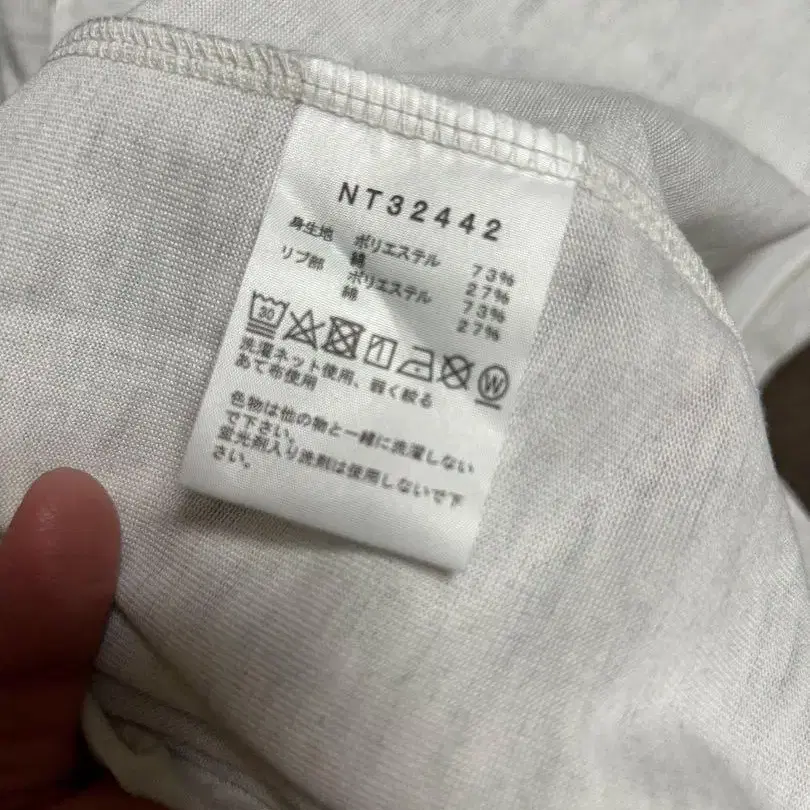 NT32442
身生地 ポリエステル 73%
綿 27%
リブ部 ポリエステル 73%
綿 27%
30
W
洗濯ネット使用、弱く絞る
あて布使用
色物は他の物と一緒に洗濯しない
で下さい。
蛍光剤入り洗剤は使用しないで下
さい。